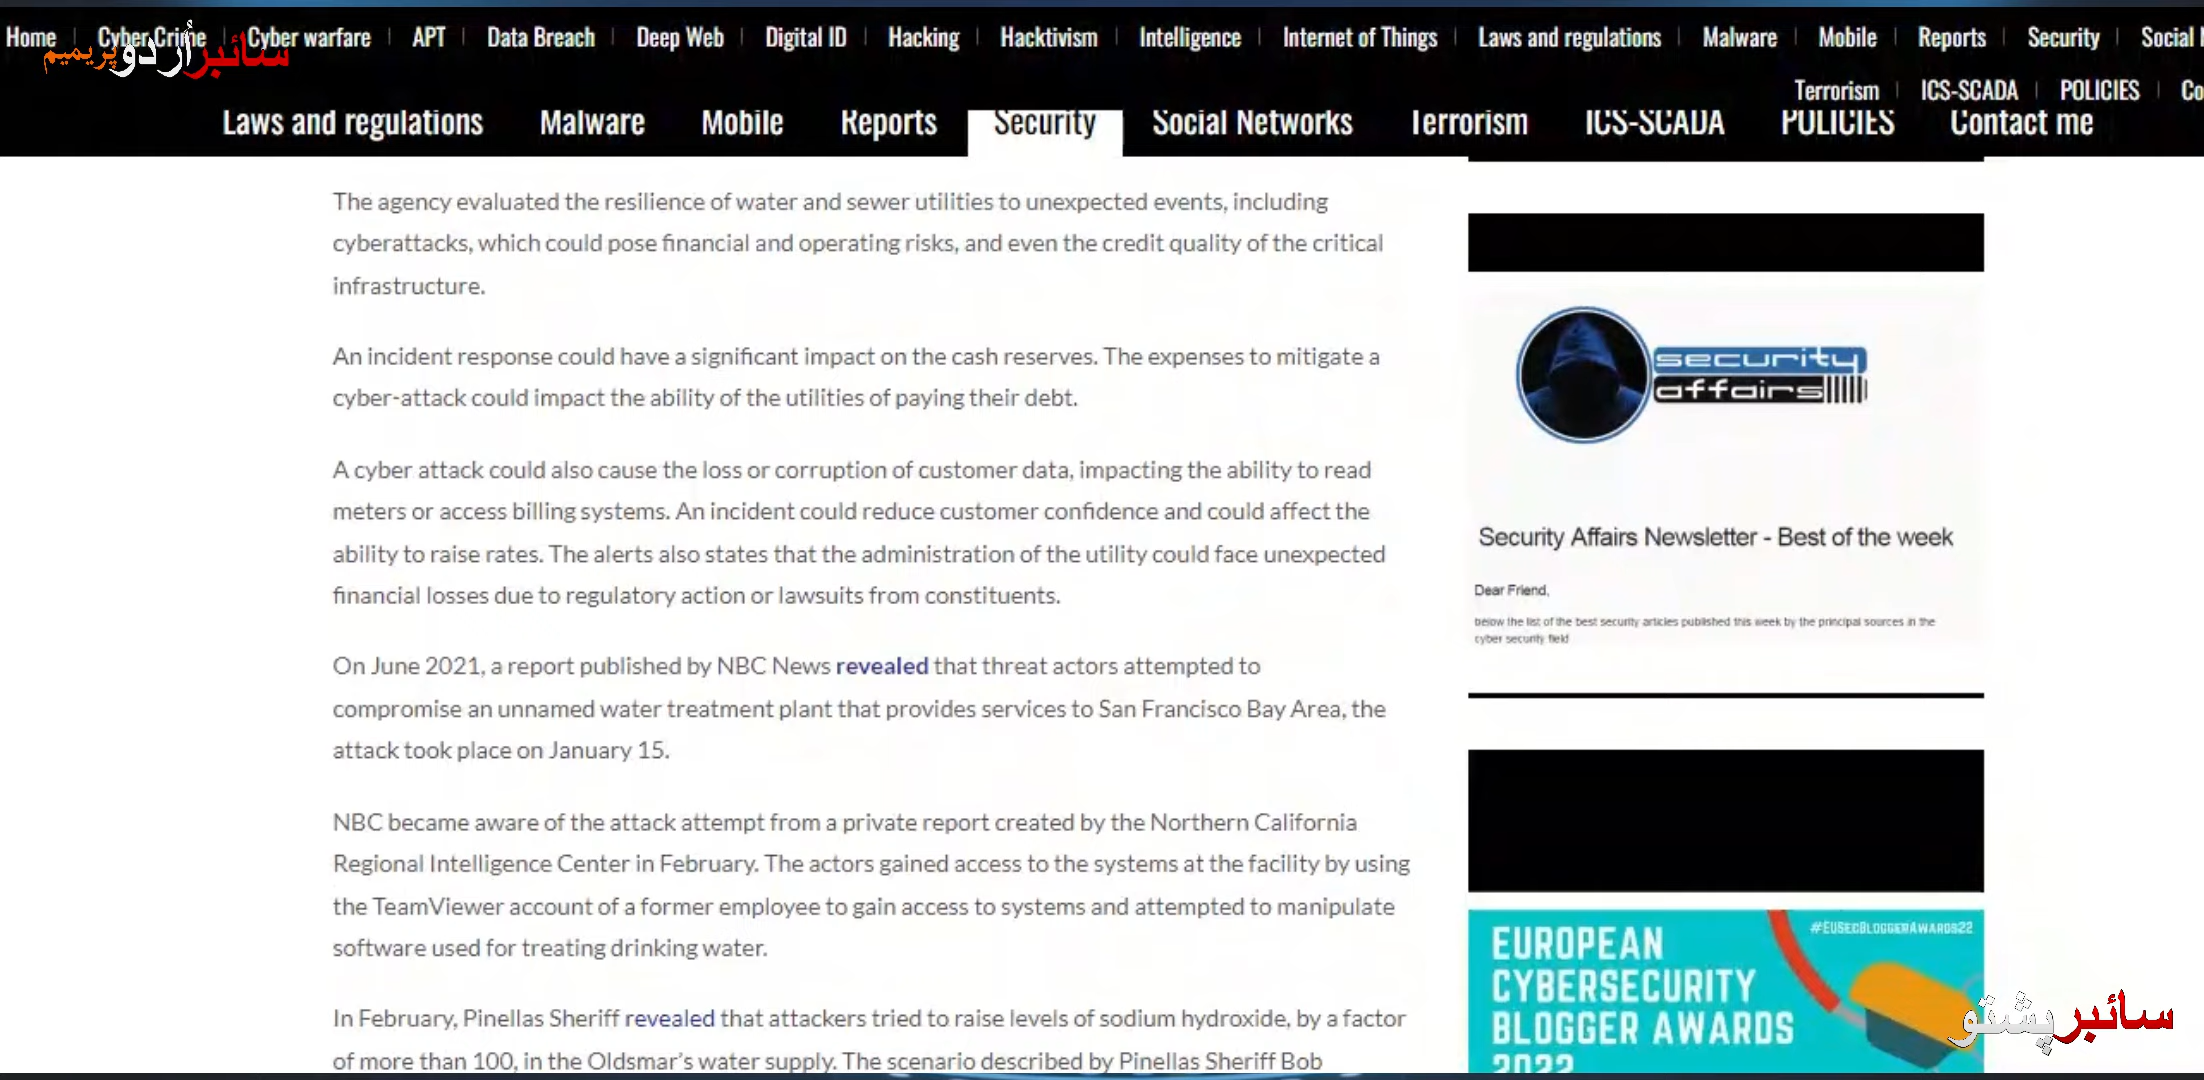 Home Cyber Crime Cyber warfare APT Data Breach Deep Web Digital ID Hacking Hacktivism Intelligence Internet of Things Laws and regulations Malware Mobile Reports Security Social
سائبر أردو پریمیم
Terrorism ICS-SCADA POLICIES Co
Laws and regulations Malware Mobile Reports Security Social Networks Terrorism ICS-SCADA POLICIES Contact me
The agency evaluated the resilience of water and sewer utilities to unexpected events, including
cyberattacks, which could pose financial and operating risks, and even the credit quality of the critical
infrastructure.
An incident response could have a significant impact on the cash reserves. The expenses to mitigate a
cyber-attack could impact the ability of the utilities of paying their debt.
A cyber attack could also cause the loss or corruption of customer data, impacting the ability to read
meters or access billing systems. An incident could reduce customer confidence and could affect the
ability to raise rates. The alerts also states that the administration of the utility could face unexpected
financial losses due to regulatory action or lawsuits from constituents.
On June 2021, a report published by NBC News revealed that threat actors attempted to
compromise an unnamed water treatment plant that provides services to San Francisco Bay Area, the
attack took place on January 15.
NBC became aware of the attack attempt from a private report created by the Northern California
Regional Intelligence Center in February. The actors gained access to the systems at the facility by using
the TeamViewer account of a former employee to gain access to systems and attempted to manipulate
software used for treating drinking water.
In February, Pinellas Sheriff revealed that attackers tried to raise levels of sodium hydroxide, by a factor
of more than 100, in the Oldsmar's water supply. The scenario described by Pinellas Sheriff Bob
security
affairs
Security Affairs Newsletter - Best of the week
Dear Friend,
below the list of the best security articles published this week by the principal sources in the
cyber security field
#EUSECBLOGGERAWARDS22
EUROPEAN
CYBERSECURITY
BLOGGER AWARDS
2022
سائبر پشتو